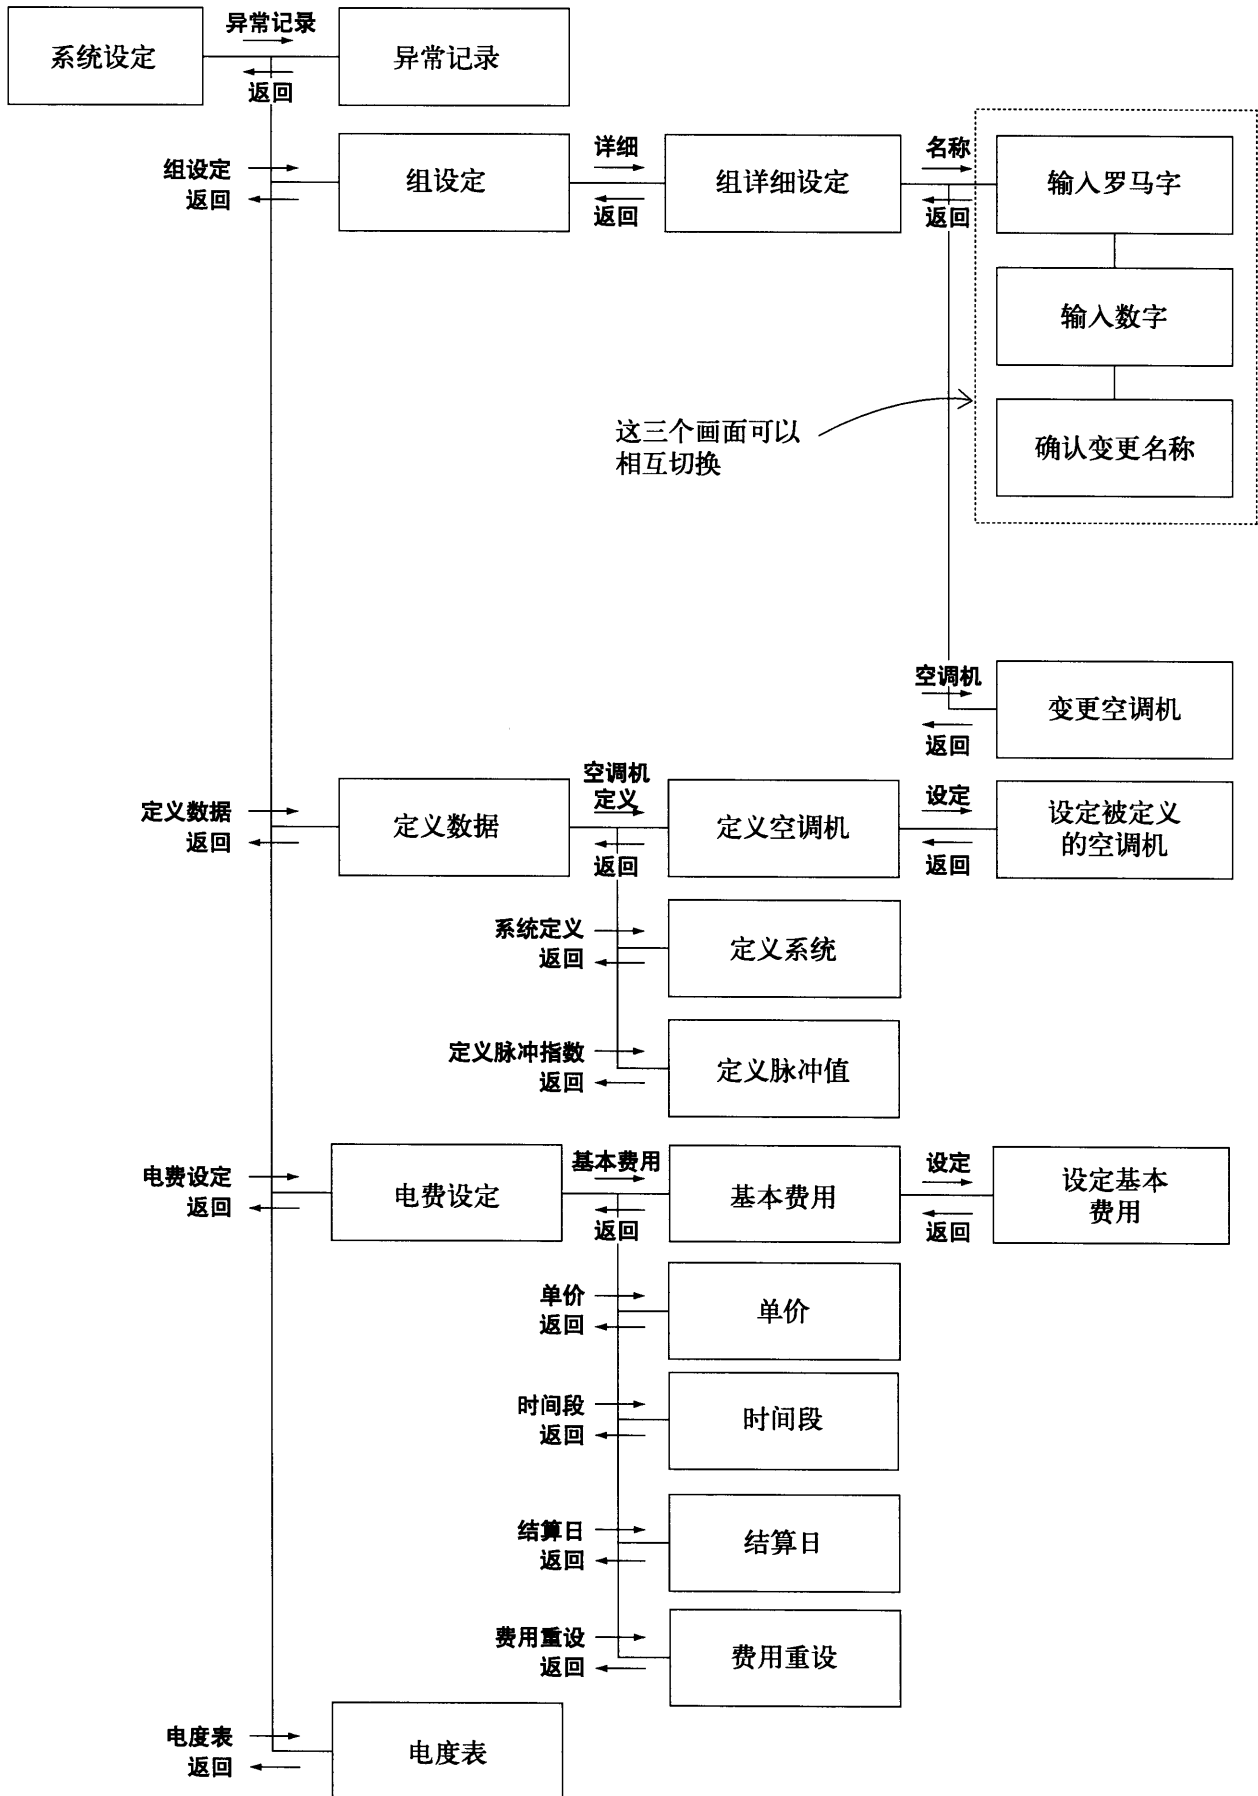 异常记录
系统设定
异常记录
返回
组设定
返回
组设定
详细
返回
组详细设定
名称
返回
输入罗马字
输入数字
确认变更名称
这三个画面可以
相互切换
空调机
返回
变更空调机
定义数据
返回
定义数据
空调机
定义
返回
定义空调机
设定
返回
设定被定义
的空调机
系统定义
返回
定义系统
定义脉冲指数
返回
定义脉冲值
电费设定
返回
电费设定
基本费用
返回
基本费用
设定
返回
设定基本
费用
单价
返回
单价
时间段
返回
时间段
结算日
返回
结算日
费用重设
返回
费用重设
电度表
返回
电度表